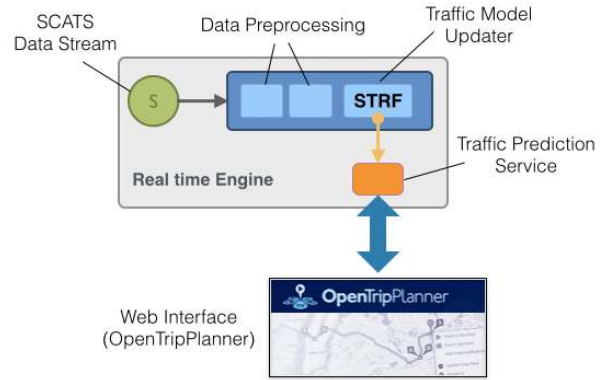 SCATS
Data Stream
Data Preprocessing
Traffic Model
Updater
S
STRF
Traffic Prediction
Service
Real time Engine
OpenTripPlanner
Web Interface
(OpenTripPlanner)